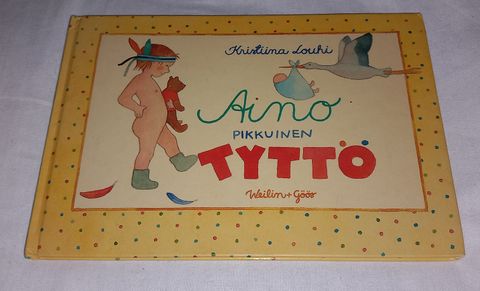 Kristiina Louhi
Aino
PIKKUINEN
TYTTÖ
Weilin+Göös